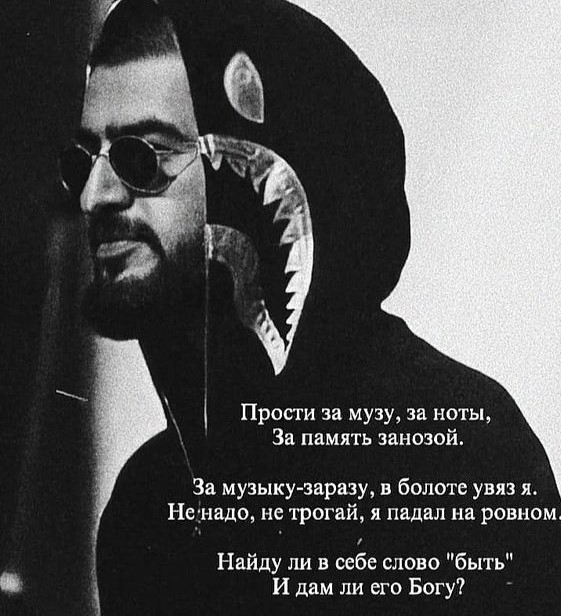 Прости за музу, за ноты,
За память занозой.
За музыку-заразу, в болоте увяз я.
Не надо, не трогай, я падал на ровном.
Найду ли в себе слово "быть"
И дам ли его Богу?